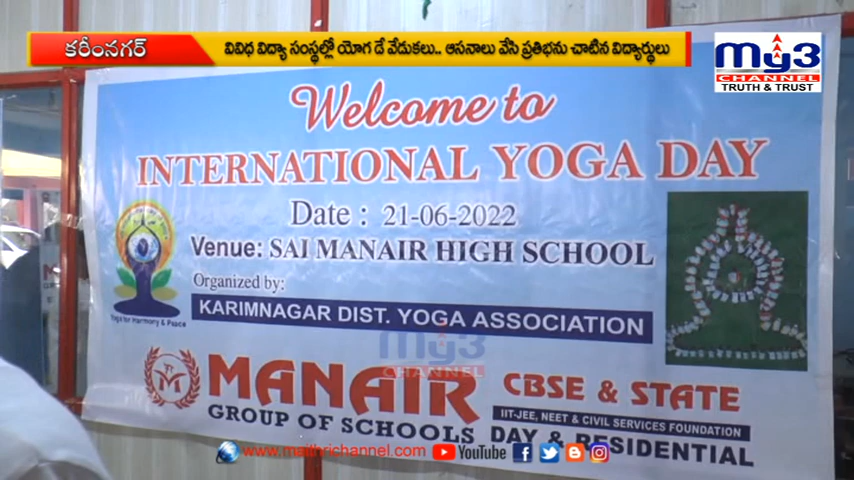 కరీంనగర్
వివిధ విద్యా సంస్థల్లో యోగ డే వేడుకలు.. ఆసనాలు వేసి ప్రతిభను చాటిన విద్యార్థులు
my3
CHANNEL
TRUTH & TRUST
Welcome to
INTERNATIONAL YOGA DAY
Date : 21-06-2022
Venue: SAI MANAIR HIGH SCHOOL
Organized by:
KARIMNAGAR DIST. YOGA ASSOCIATION
Yoga for Harmony & Peace
my3
CHANNEL
MANAIR
GROUP OF SCHOOLS
CBSE & STATE
IIT-JEE, NEET & CIVIL SERVICES FOUNDATION
DAY & RESIDENTIAL
www.maithrichannel.com
YouTube